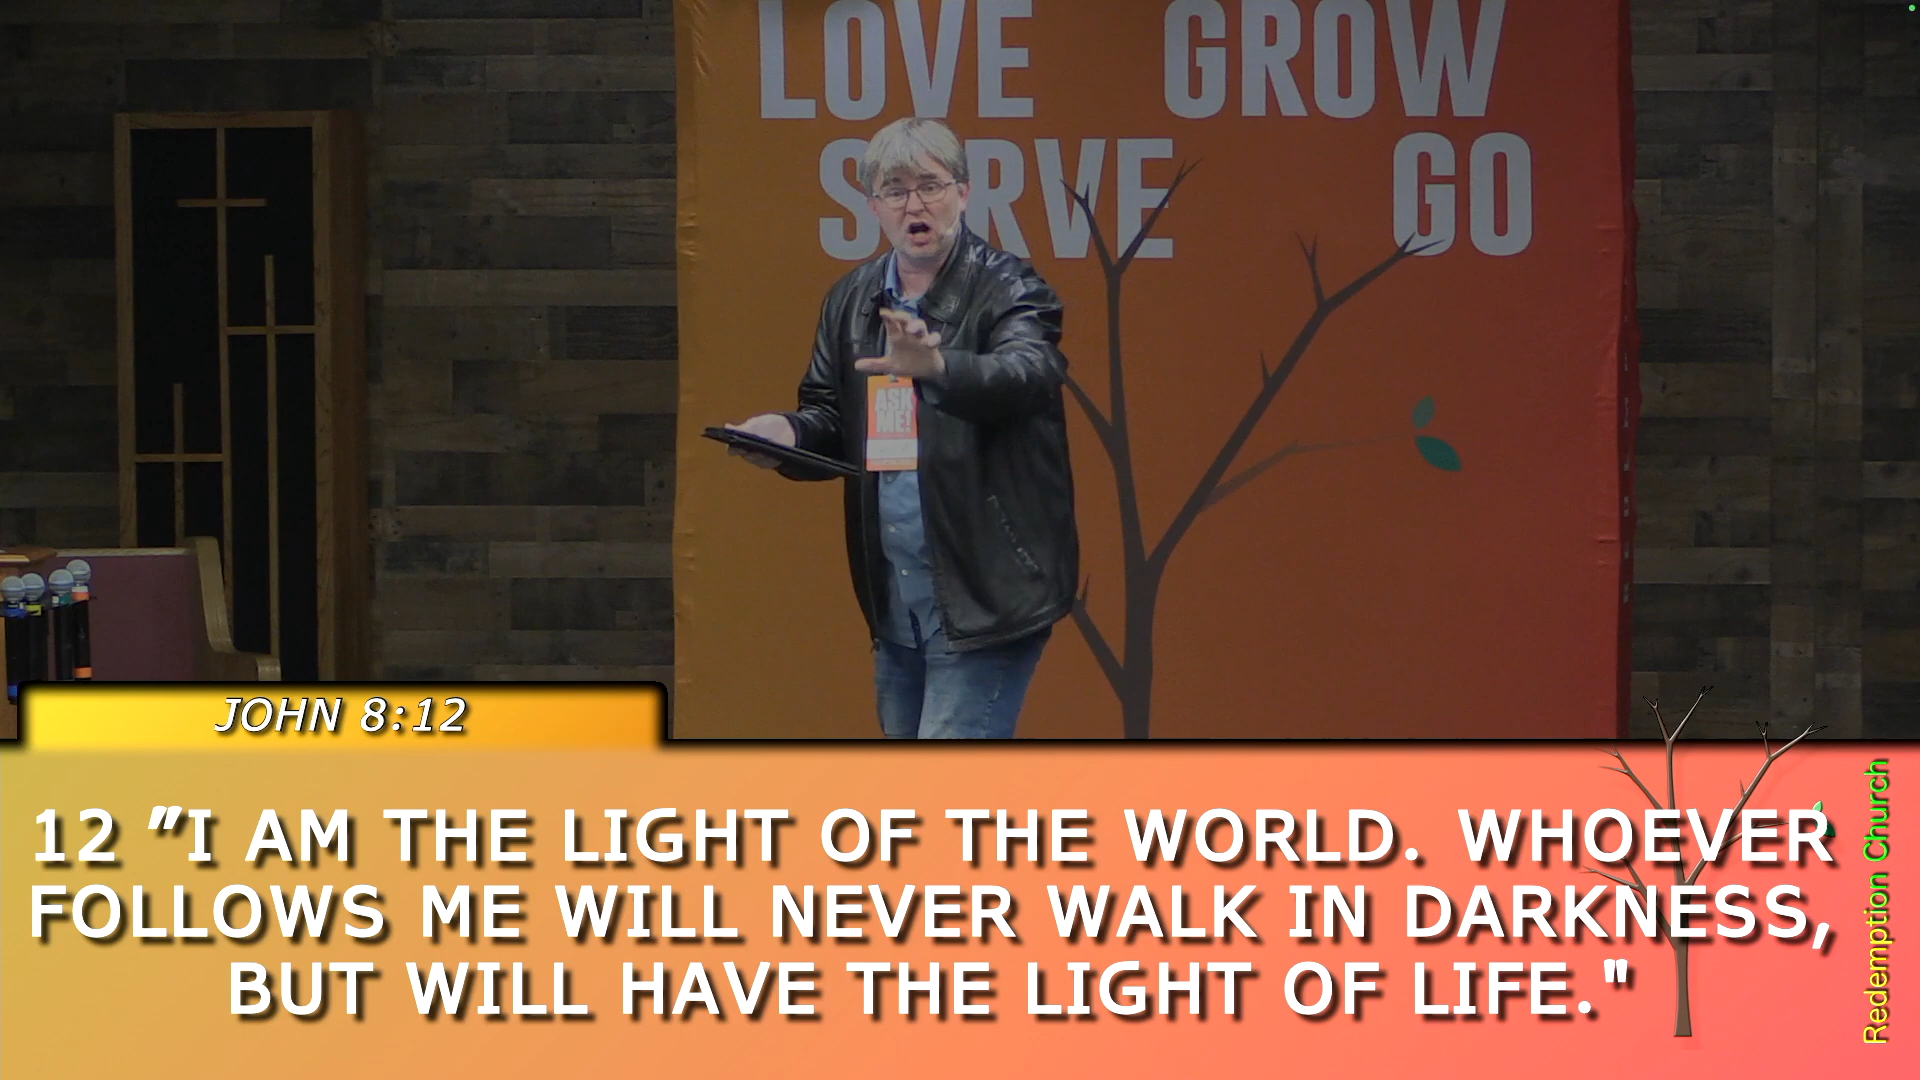 LOVE GROW
SERVE GO
ASK
ME!
JOHN 8:12
12 "I AM THE LIGHT OF THE WORLD. WHOEVER
FOLLOWS ME WILL NEVER WALK IN DARKNESS,
BUT WILL HAVE THE LIGHT OF LIFE."
Redemption Church